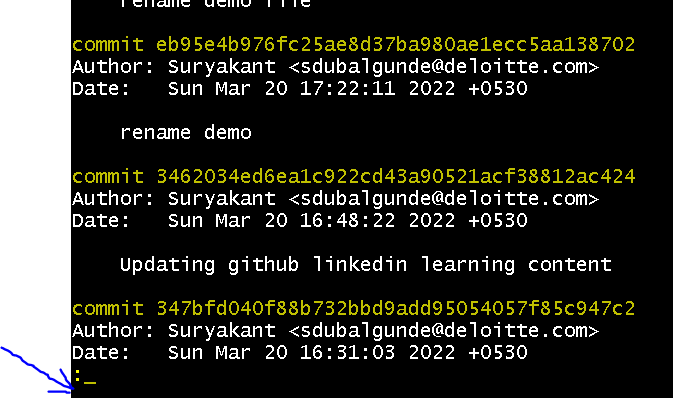 rename demo file
commit eb95e4b976fc25ae8d37ba980ae1ecc5aa138702
Author: Suryakant <sdubalgunde@deloitte.com>
Date:   Sun Mar 20 17:22:11 2022 +0530
rename demo
commit 3462034ed6ea1c922cd43a90521acf38812ac424
Author: Suryakant <sdubalgunde@deloitte.com>
Date:   Sun Mar 20 16:48:22 2022 +0530
Updating github linkedin learning content
commit 347bfd040f88b732bbd9add95054057f85c947c2
Author: Suryakant <sdubalgunde@deloitte.com>
Date:   Sun Mar 20 16:31:03 2022 +0530
:_